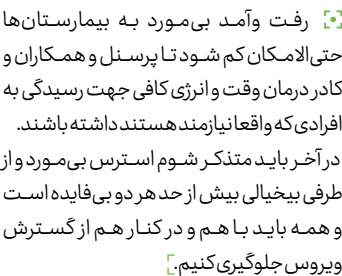 رفت وآمد بی‌مورد به بیمارستان‌ها
حتی‌الامکان کم شود تا پرسنل و همکاران و
کادر درمان وقت و انرژی کافی جهت رسیدگی به
افرادی که واقعا نیازمند هستند داشته باشند.
در آخر باید متذکر شوم استرس بی‌مورد و از
طرفی بیخیالی بیش از حد هر دو بی‌فایده است
و همه باید با هم و در کنار هم از گسترش
ویروس جلوگیری کنیم.